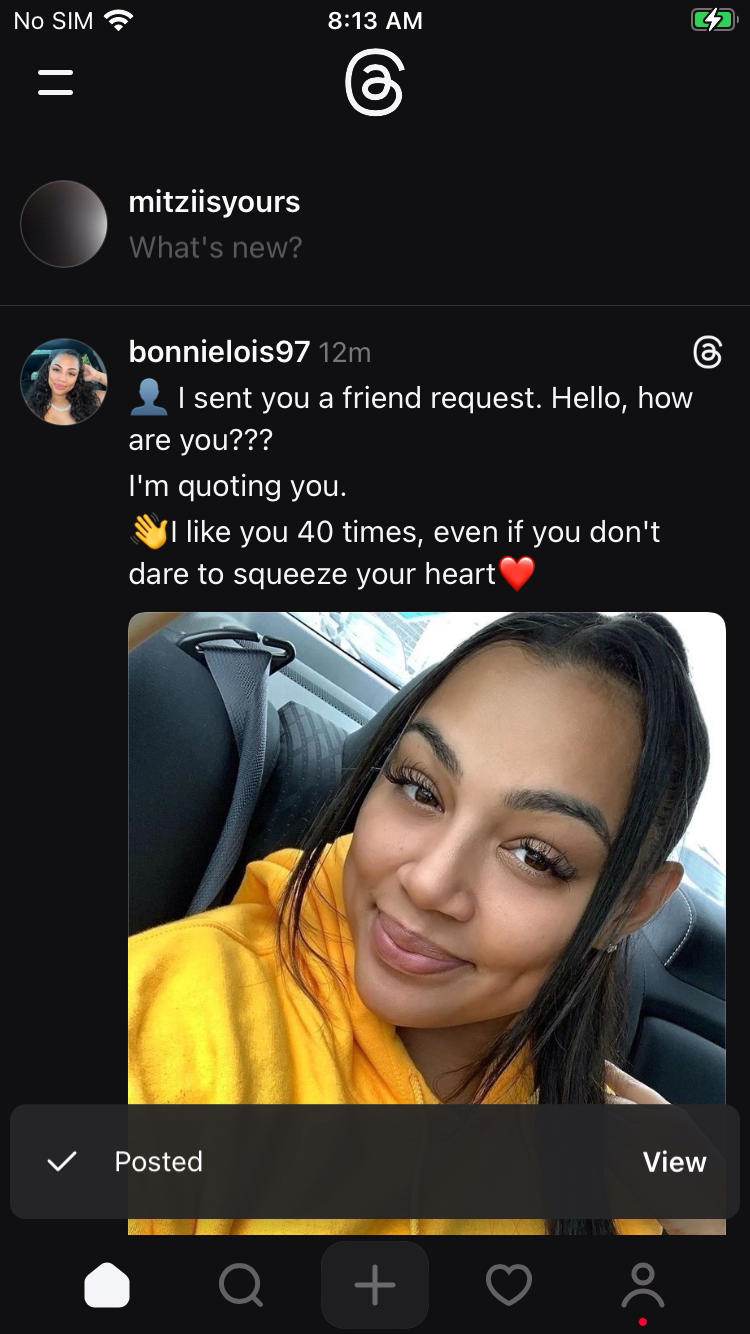 No SIM 8:13 AM
mitziisyours
What's new?
bonnielois97 12m
👤 I sent you a friend request. Hello, how
are you???
I'm quoting you.
👋I like you 40 times, even if you don't
dare to squeeze your heart❤️
Posted View